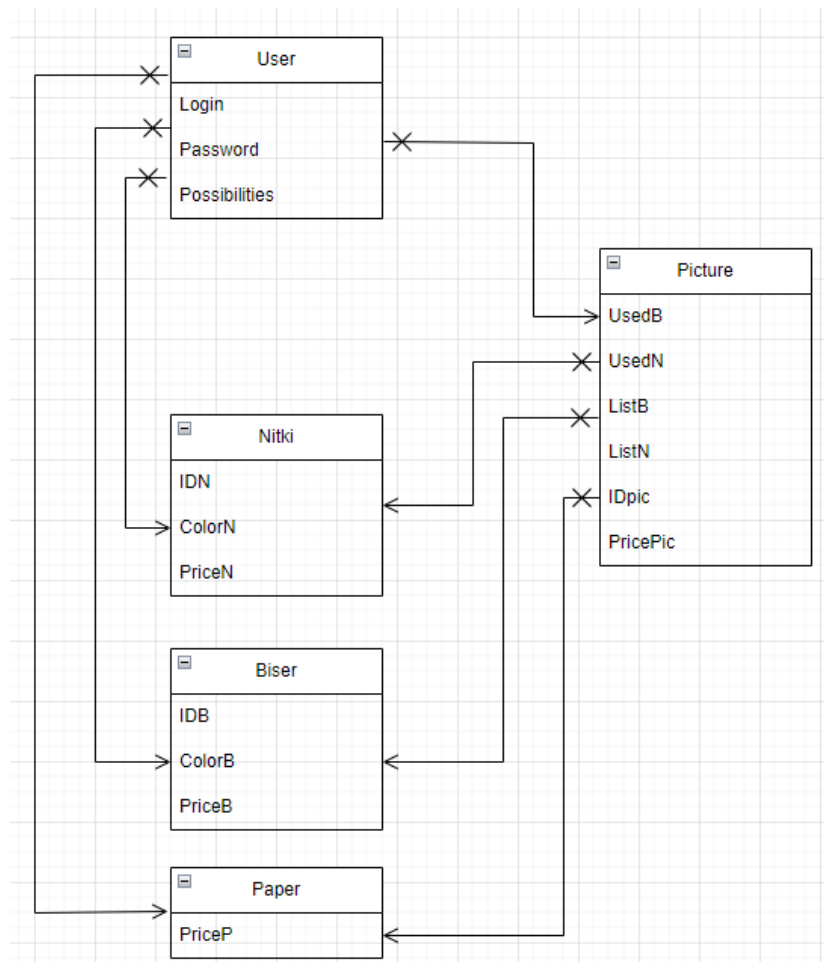 User
Login
Password
Possibilities
Picture
UsedB
UsedN
ListB
ListN
IDpic
PricePic
Nitki
IDN
ColorN
PriceN
Biser
IDB
ColorB
PriceB
Paper
PriceP